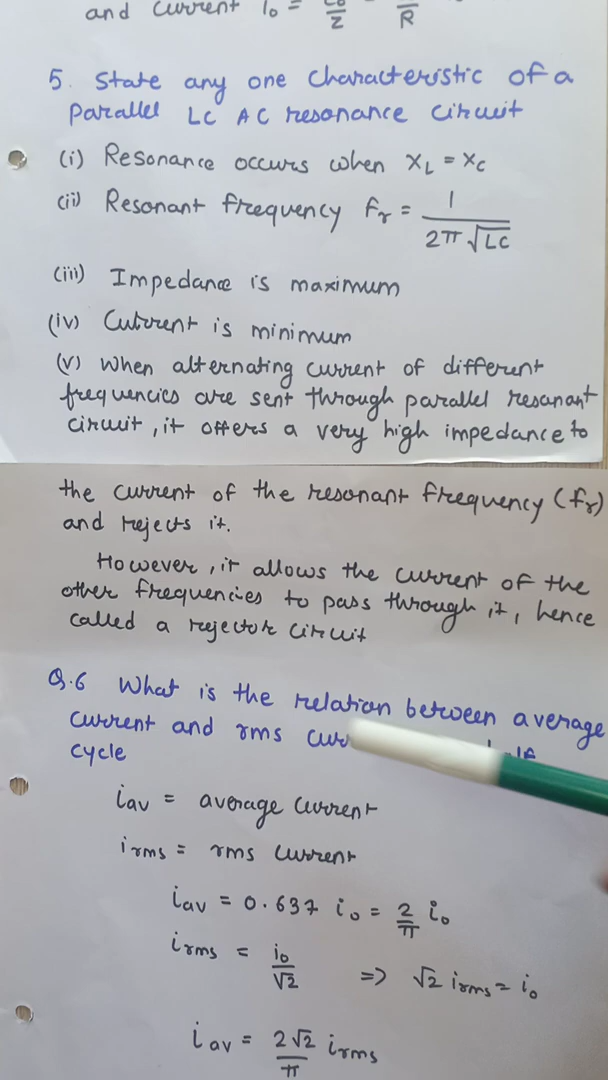 and current I₀ = /Z = /R
5. State any one characteristic of a
parallel LC AC resonance circuit
(i) Resonance occurs when X_L = X_C
(ii) Resonant frequency f_r = 1/2π√LC
(iii) Impedance is maximum
(iv) Current is minimum
(v) When alternating current of different
frequencies are sent through parallel resonant
circuit, it offers a very high impedance to
the current of the resonant frequency (f_r)
and rejects it.
However, it allows the current of the
other frequencies to pass through it, hence
called a rejector circuit
Q.6 What is the relation between average
current and rms
cycle
i_av = average current
i_rms = rms current
i_av = 0.637 i₀ = 2/π i₀
i_rms = i₀/√2 => √2 i_rms = i₀
i_av = 2√2/π i_rms